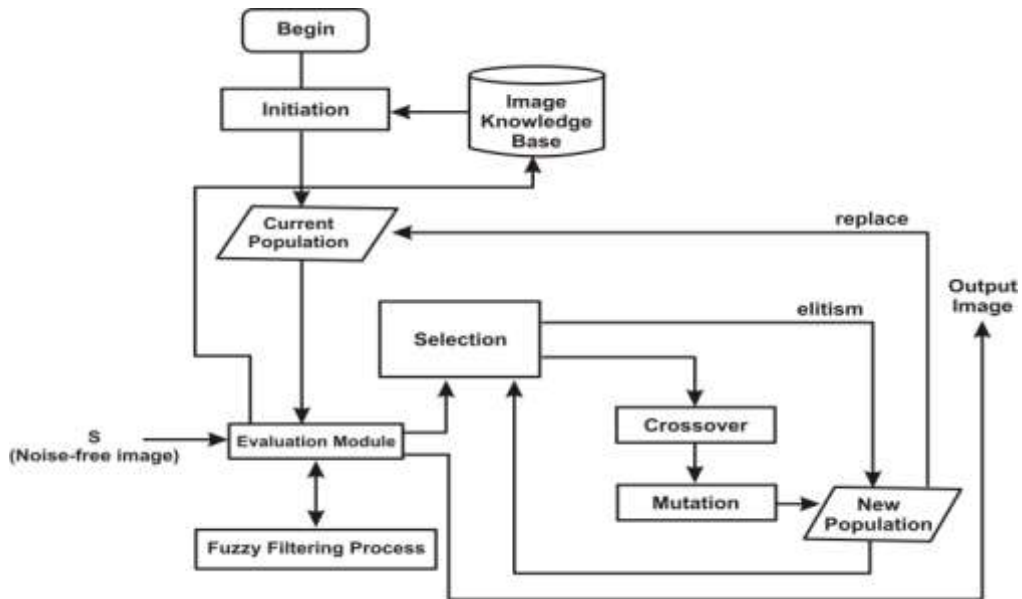 Begin
Initiation
Image
Knowledge
Base
Current
Population
replace
Output
Image
elitism
Selection
Crossover
S
(Noise-free image)
Evaluation Module
Mutation
New
Population
Fuzzy Filtering Process